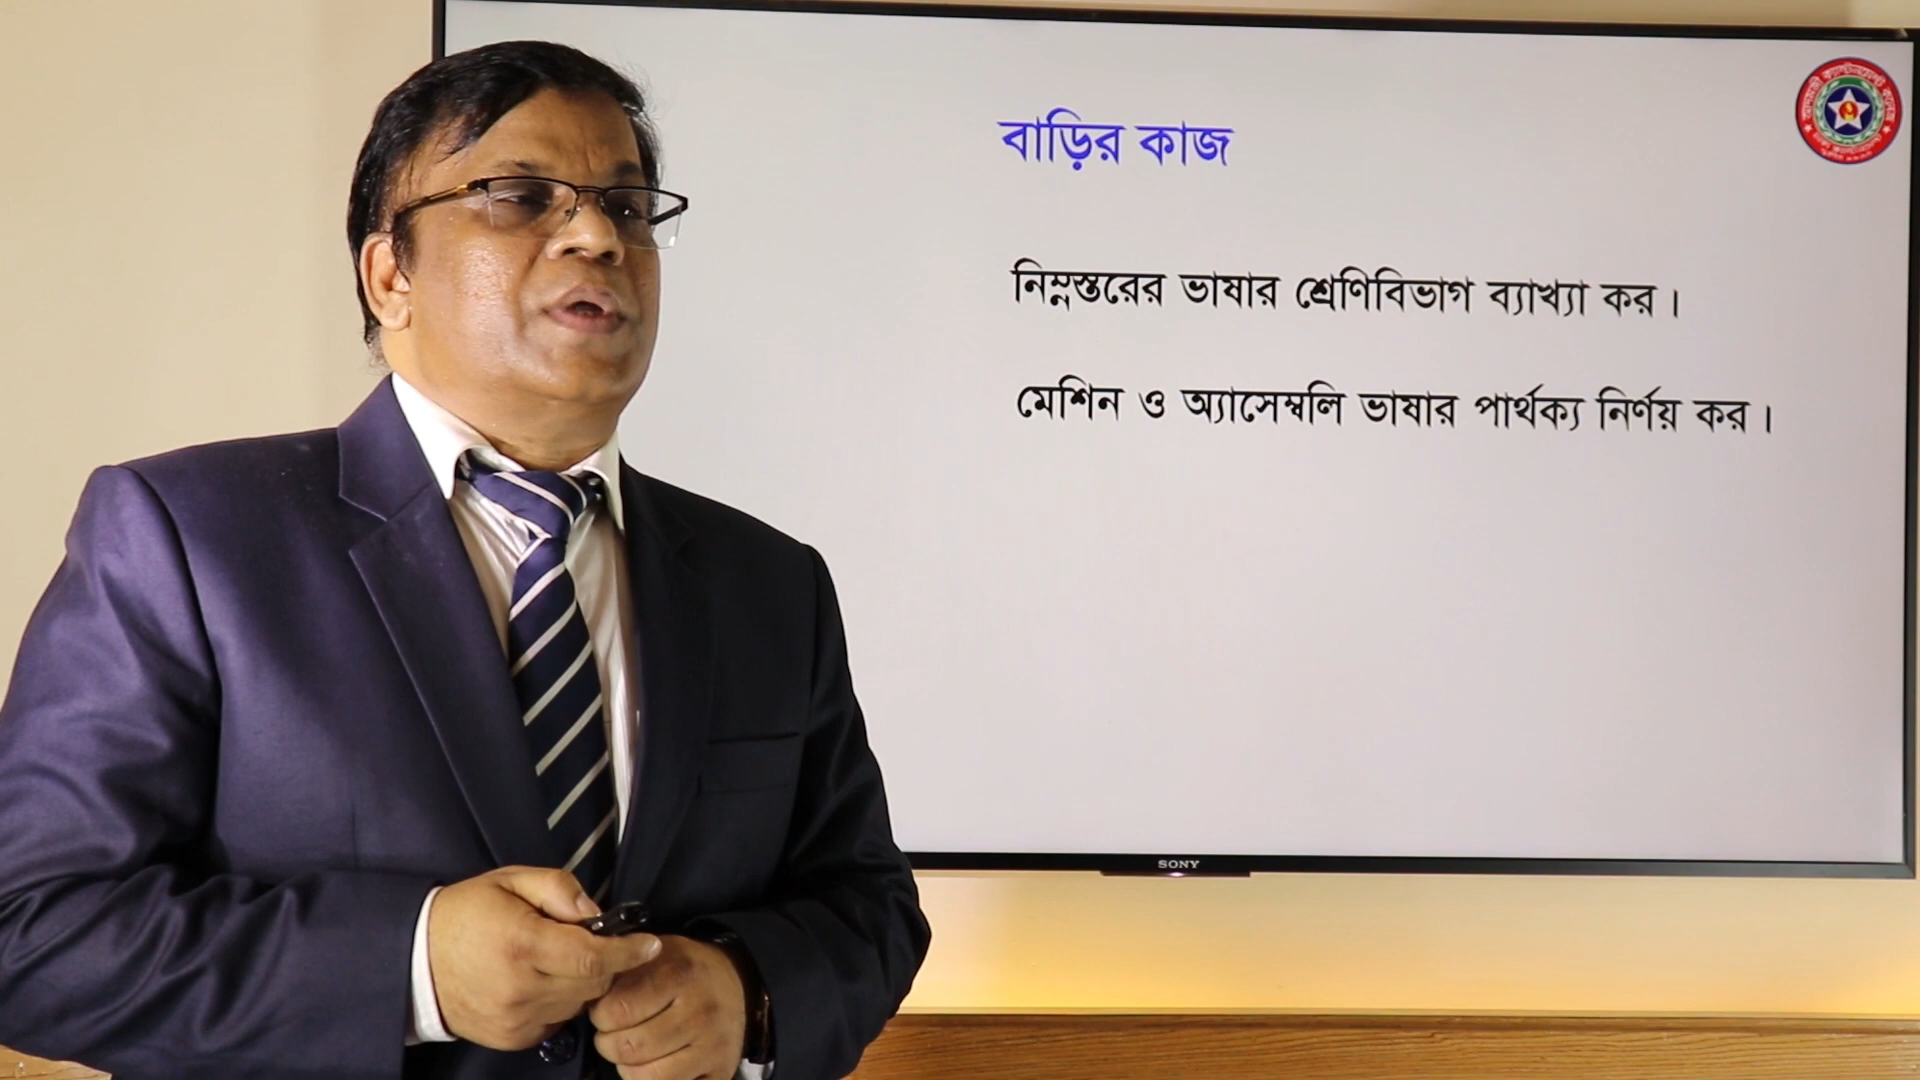 বাড়ির কাজ
নিম্নস্তরের ভাষার শ্রেণিবিভাগ ব্যাখ্যা কর।
মেশিন ও অ্যাসেম্বলি ভাষার পার্থক্য নির্ণয় কর।
SONY